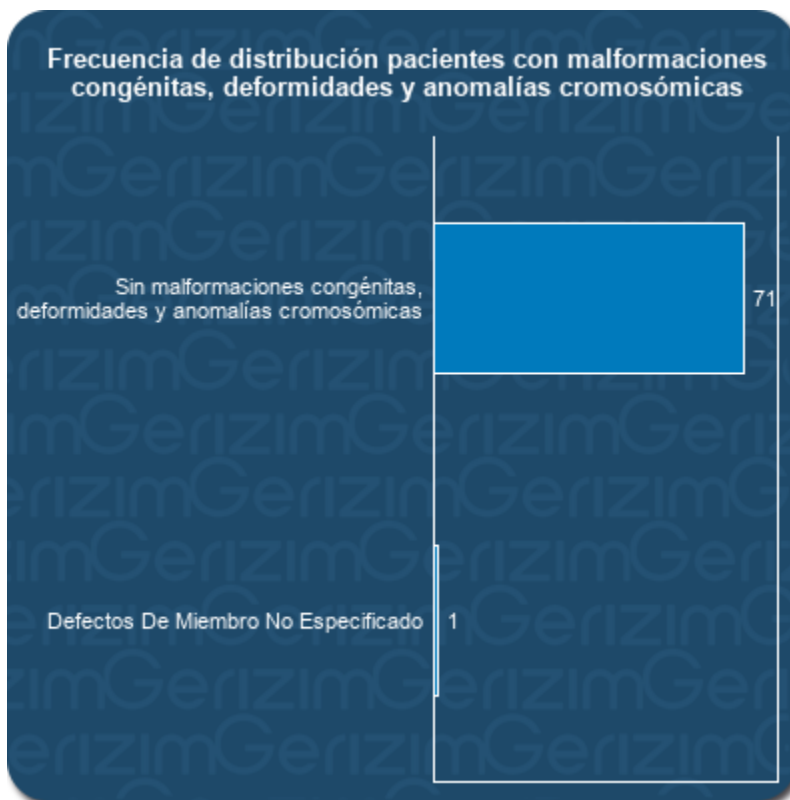 Frecuencia de distribución pacientes con malformaciones
congénitas, deformidades y anomalías cromosómicas
Sin malformaciones congénitas,
deformidades y anomalías cromosómicas
71
Defectos De Miembro No Especificado
1
Gerizim